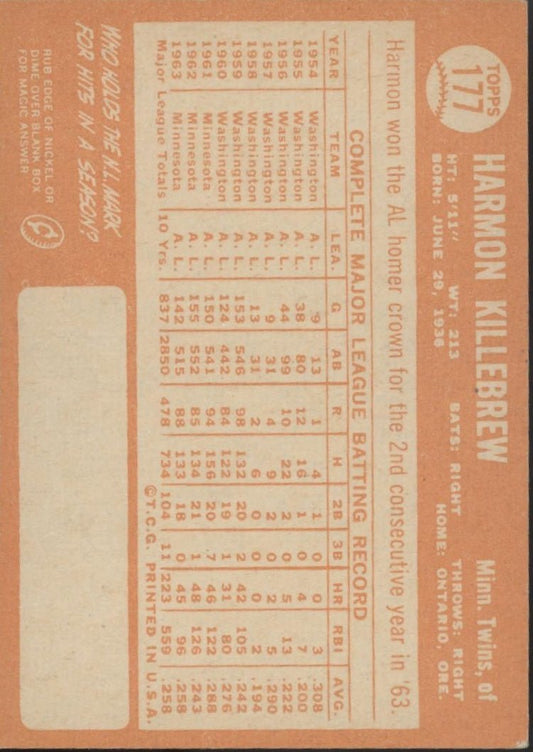 TOPPS
177
HARMON KILLEBREW
Minn. Twins, of
HT: 5'11" WT: 213 BATS: RIGHT THROWS: RIGHT
BORN: JUNE 29, 1936 HOME: ONTARIO, ORE.
Harmon won the AL homer crown for the 2nd consecutive year in '63.
COMPLETE MAJOR LEAGUE BATTING RECORD
YEAR TEAM LEA. G AB R H 2B 3B HR RBI AVG.
1954 Washington A. L. 9 13 1 4 1 0 0 3 .308
1955 Washington A. L. 38 80 12 16 1 0 4 7 .200
1956 Washington A. L. 44 99 10 22 2 0 5 13 .222
1957 Washington A. L. 9 31 4 9 2 0 2 5 .290
1958 Washington A. L. 13 31 2 6 0 0 0 2 .194
1959 Washington A. L. 153 546 98 132 20 2 42 105 .242
1960 Washington A. L. 124 442 84 122 19 1 31 80 .276
1961 Minnesota A. L. 150 541 94 156 20 7 46 122 .288
1962 Minnesota A. L. 155 552 85 134 21 1 48 126 .243
1963 Minnesota A. L. 142 515 88 133 18 0 45 96 .258
Major League Totals 10 Yrs. 837 2850 478 734 104 11 223 559 .258
©T.C.G. PRINTED IN U.S.A.
WHO HOLDS THE N.L. MARK
FOR HITS IN A SEASON?
RUB EDGE OF NICKEL OR
DIME OVER BLANK BOX
FOR MAGIC ANSWER
¢